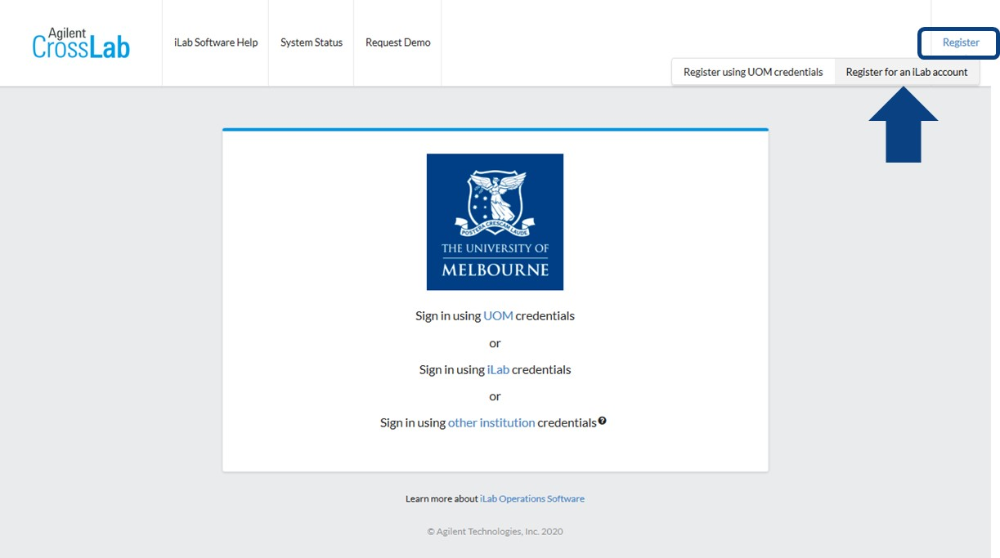 Agilent
CrossLab
iLab Software Help
System Status
Request Demo
Register
Register using UOM credentials
Register for an iLab account
POSTERA CRESCAM LAUDE
THE UNIVERSITY OF
MELBOURNE
Sign in using UOM credentials
or
Sign in using iLab credentials
or
Sign in using other institution credentials?
Learn more about iLab Operations Software
© Agilent Technologies, Inc. 2020